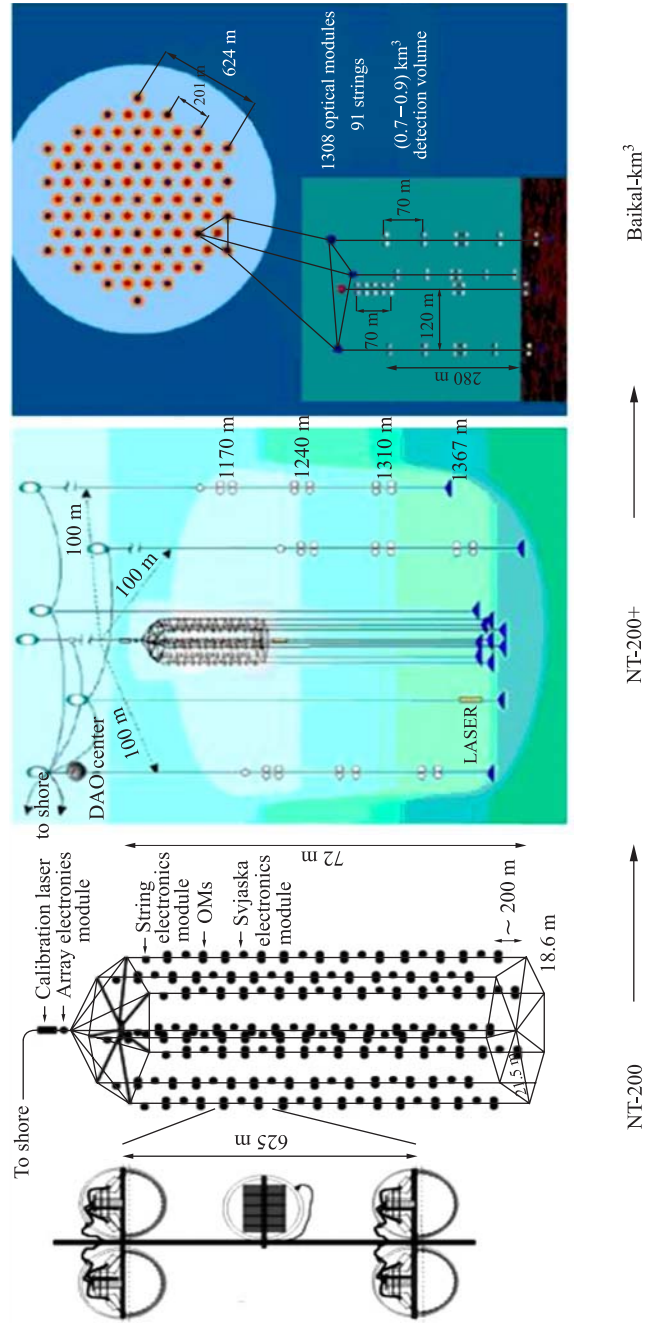 To shore
Calibration laser
Array electronics
module
String
electronics
module
OMs
Svjaska
electronics
module
625 m
72 m
~ 200 m
18.6 m
21.5 m
NT-200
to shore
DAO center
100 m
100 m
100 m
LASER
1170 m
1240 m
1310 m
1367 m
NT-200+
624 m
201 m
1308 optical modules
91 strings
(0.7–0.9) km³
detection volume
70 m
70 m
120 m
280 m
Baikal-km³